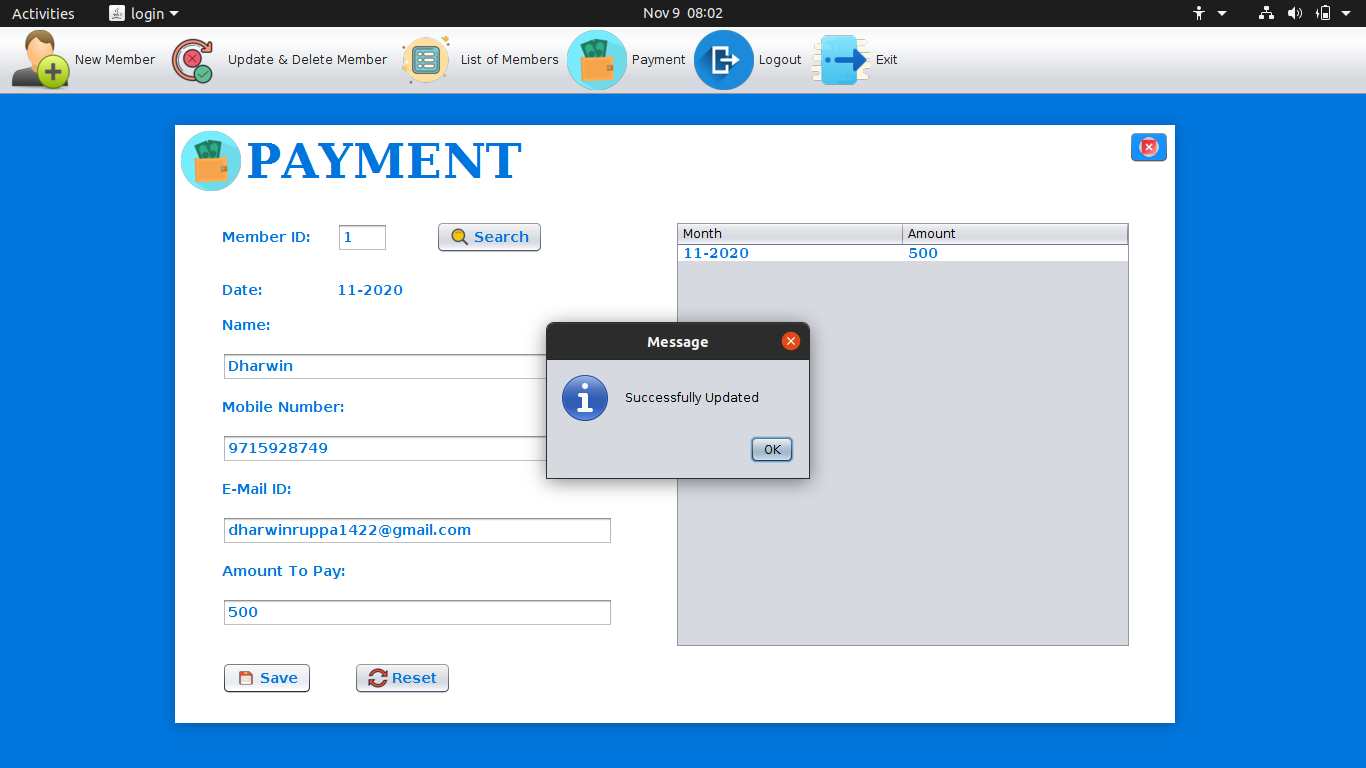 Activities login Nov 9 08:02
New Member Update & Delete Member List of Members Payment Logout Exit
PAYMENT
Member ID: 1 Search
Month Amount
11-2020 500
Date: 11-2020
Name:
Dharwin
Message
Successfully Updated
OK
Mobile Number:
9715928749
E-Mail ID:
dharwinruppa1422@gmail.com
Amount To Pay:
500
Save Reset